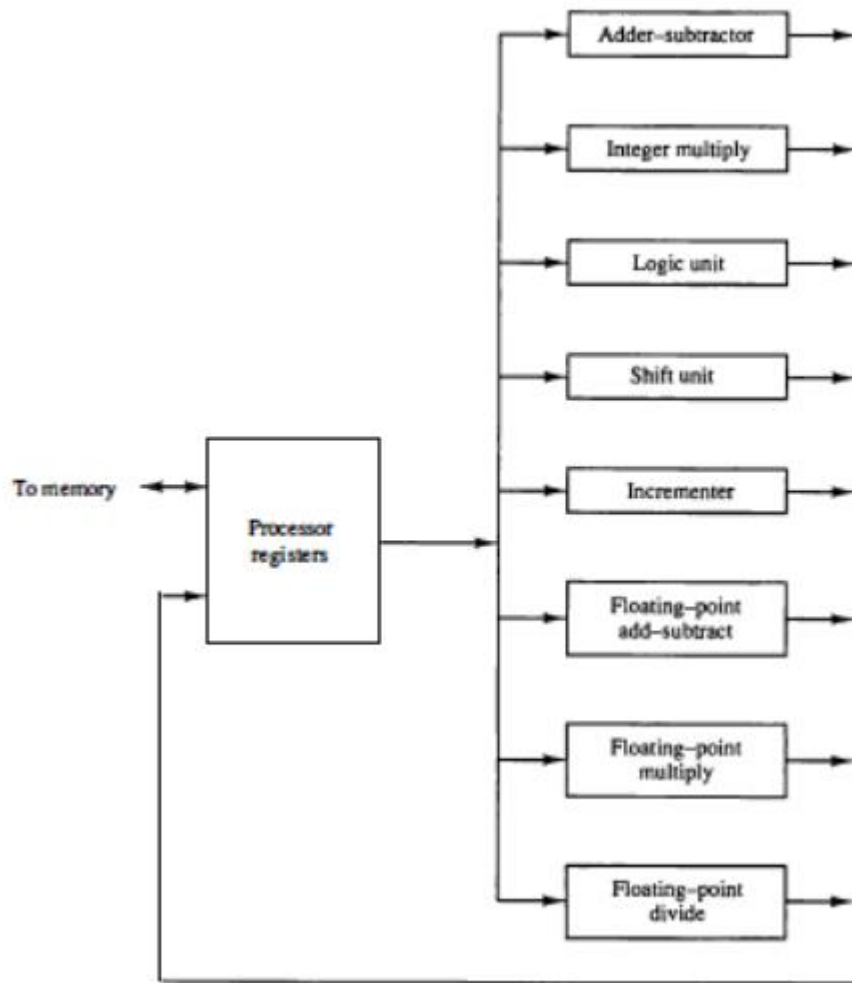 Adder–subtractor
Integer multiply
Logic unit
Shift unit
To memory
Incrementer
Processor
registers
Floating–point
add–subtract
Floating–point
multiply
Floating–point
divide